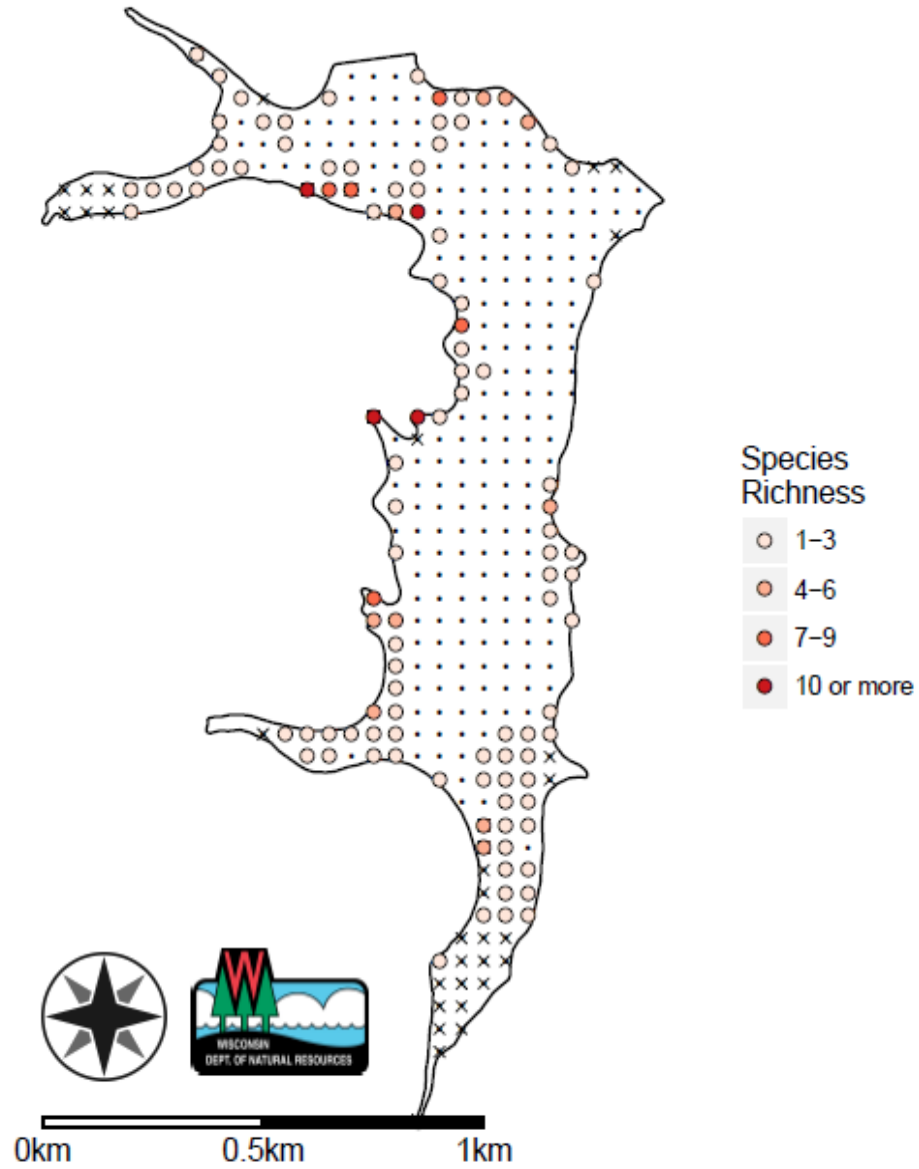 Species
Richness
1–3
4–6
7–9
10 or more
W
WISCONSIN
DEPT. OF NATURAL RESOURCES
0km 0.5km 1km